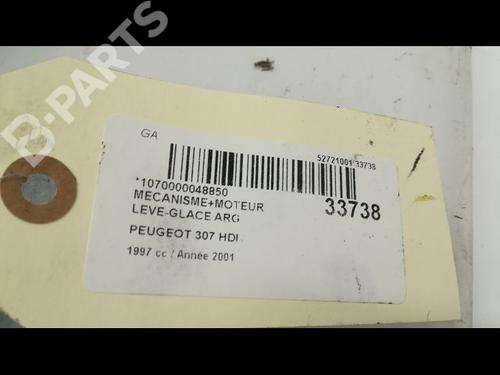 B-PARTS
GA
52721001 33738
*1070000048850
33738
MECANISME+MOTEUR
LEVE-GLACE ARG
PEUGEOT 307 HDI
1997 cc / Année 2001